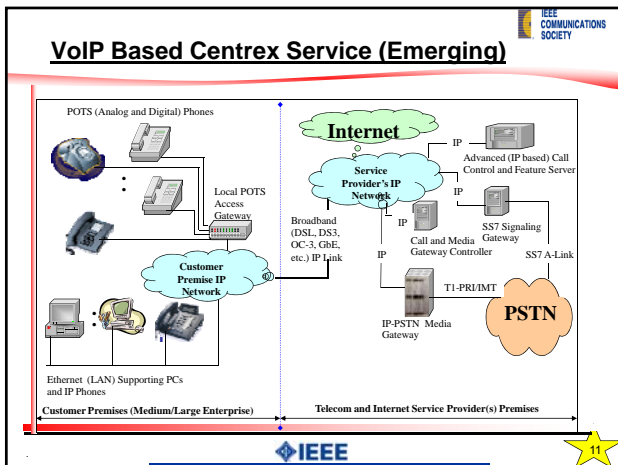 IEEE
COMMUNICATIONS
SOCIETY
VoIP Based Centrex Service (Emerging)
POTS (Analog and Digital) Phones
:
:
Local POTS
Access
Gateway
Customer
Premise IP
Network
:
Ethernet (LAN) Supporting PCs
and IP Phones
Broadband
(DSL, DS3,
OC-3, GbE,
etc.) IP Link
Internet
Service
Provider's IP
Network
IP
Advanced (IP based) Call
Control and Feature Server
IP
SS7 Signaling
Gateway
IP
Call and Media
Gateway Controller
SS7 A-Link
IP
T1-PRI/IMT
IP-PSTN Media
Gateway
PSTN
Customer Premises (Medium/Large Enterprise)
Telecom and Internet Service Provider(s) Premises
.
IEEE
11